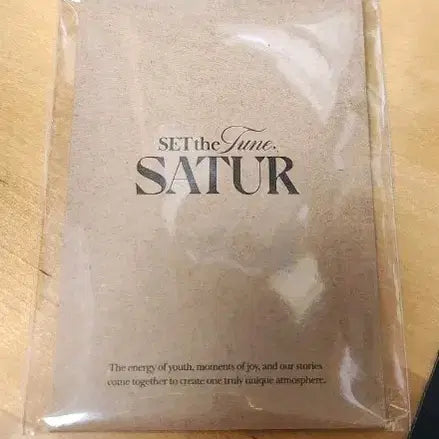 SET the Tune.
SATUR
The energy of youth, moments of joy, and our stories
come together to create one truly unique atmosphere.